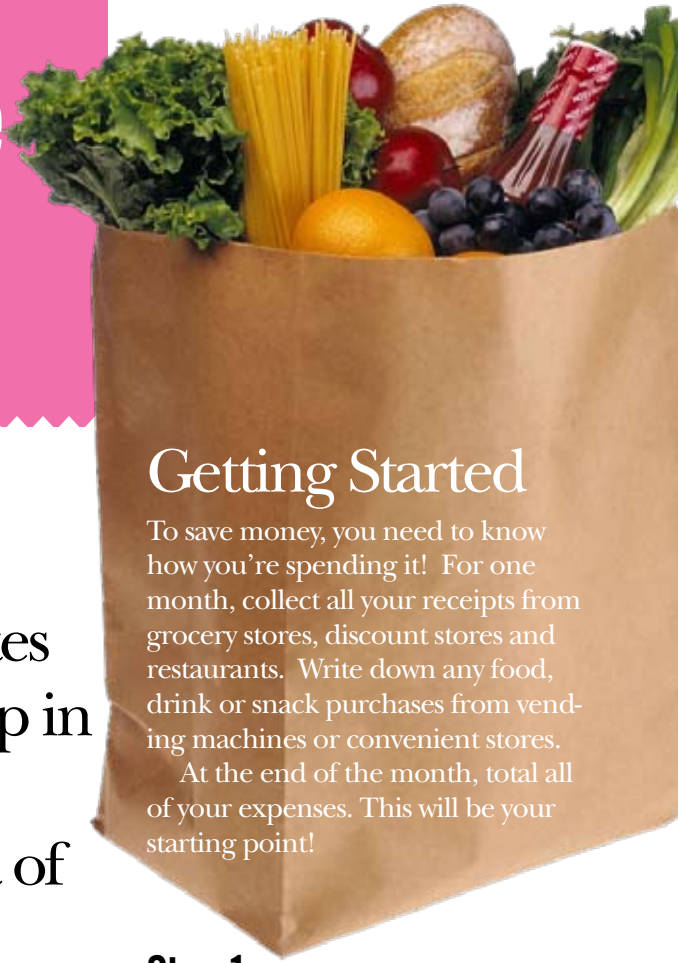 Getting Started
To save money, you need to know
how you’re spending it!  For one
month, collect all your receipts from
grocery stores, discount stores and
restaurants.  Write down any food,
drink or snack purchases from vend-
ing machines or convenient stores.
At the end of the month, total all
of your expenses. This will be your
starting point!
p in
of